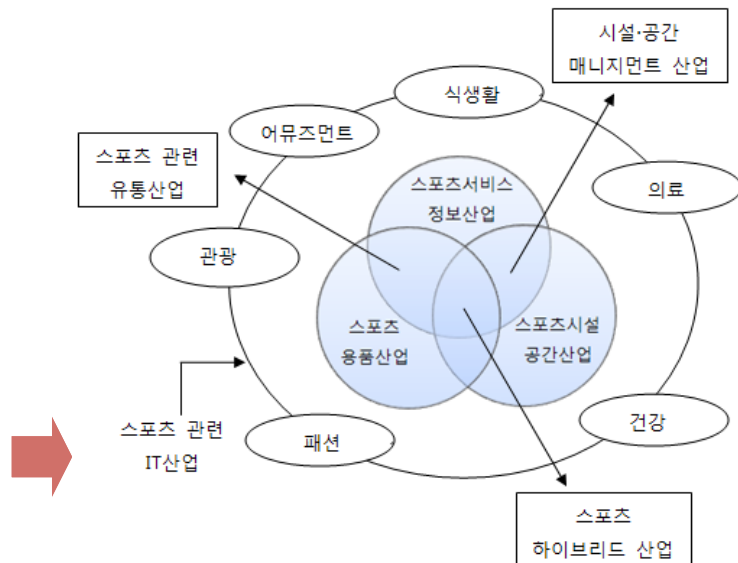 시설·공간
매니지먼트 산업
식생활
어뮤즈먼트
스포츠 관련
유통산업
스포츠서비스
정보산업
의료
관광
스포츠
용품산업
스포츠시설
공간산업
스포츠 관련
IT산업
패션
건강
스포츠
하이브리드 산업